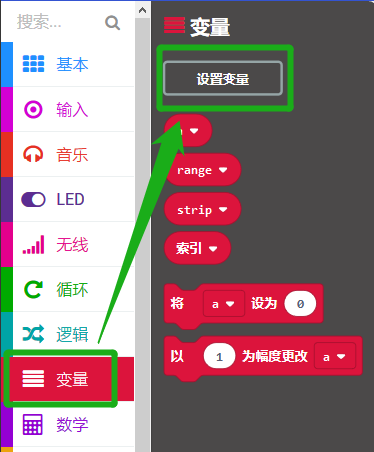 搜索...
基本
输入
音乐
LED
无线
循环
逻辑
变量
数学
变量
设置变量
range
strip
索引
将 a 设为 0
以 1 为幅度更改 a